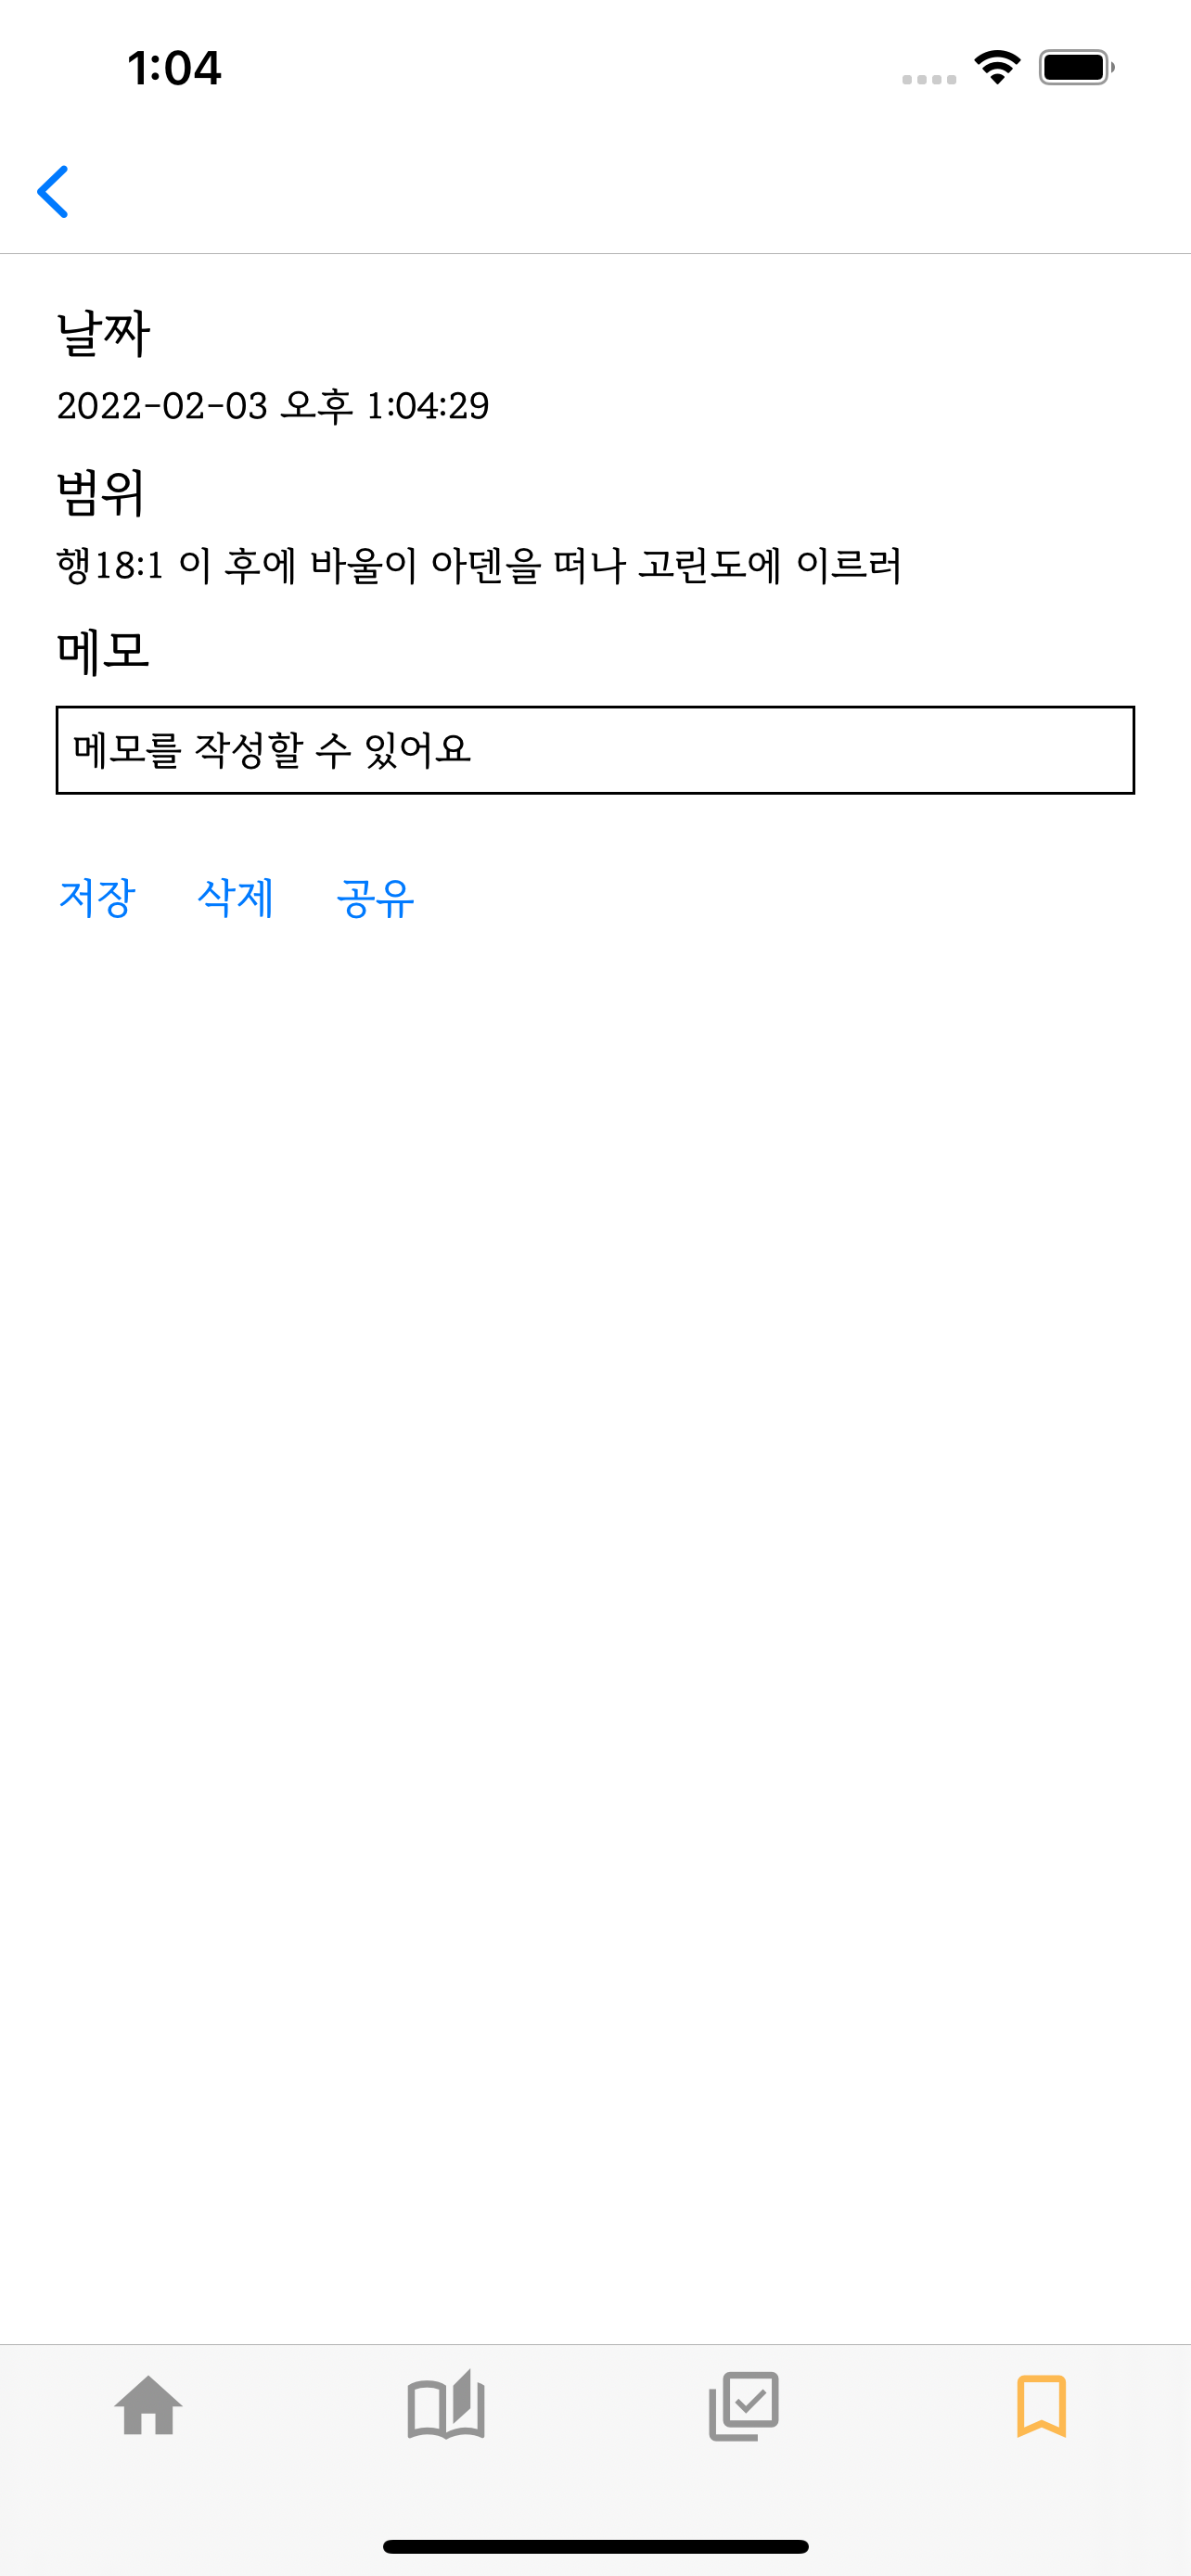 1:04
날짜
2022-02-03 오후 1:04:29
범위
행18:1 이 후에 바울이 아덴을 떠나 고린도에 이르러
메모
메모를 작성할 수 있어요
저장 삭제 공유